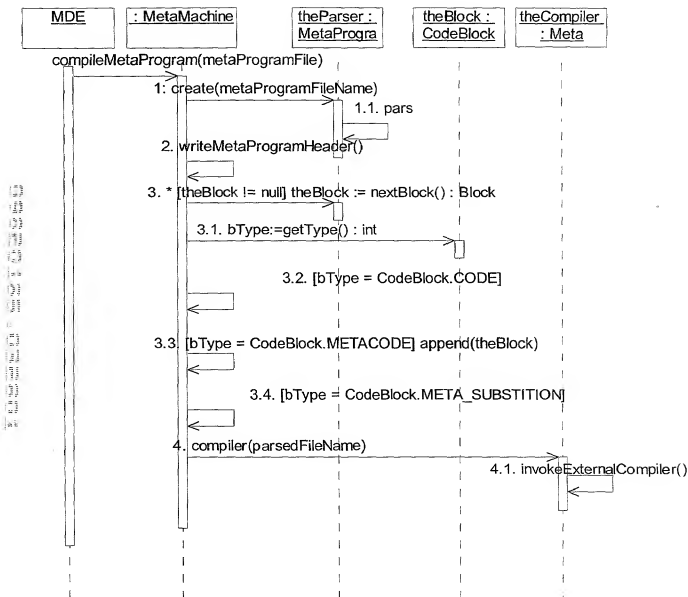 MDE
: MetaMachine
theParser :
MetaProgra
theBlock :
CodeBlock
theCompiler
: Meta
compileMetaProgram(metaProgramFile)
1: create(metaProgramFileName)
1.1. pars
2. writeMetaProgramHeader()
3. * [theBlock != null] theBlock := nextBlock() : Block
3.1. bType:=getType() : int
3.2. [bType = CodeBlock.CODE]
3.3. [bType = CodeBlock.METACODE] append(theBlock)
3.4. [bType = CodeBlock.META_SUBSTITION]
4. compiler(parsedFileName)
4.1. invokeExternalCompiler()